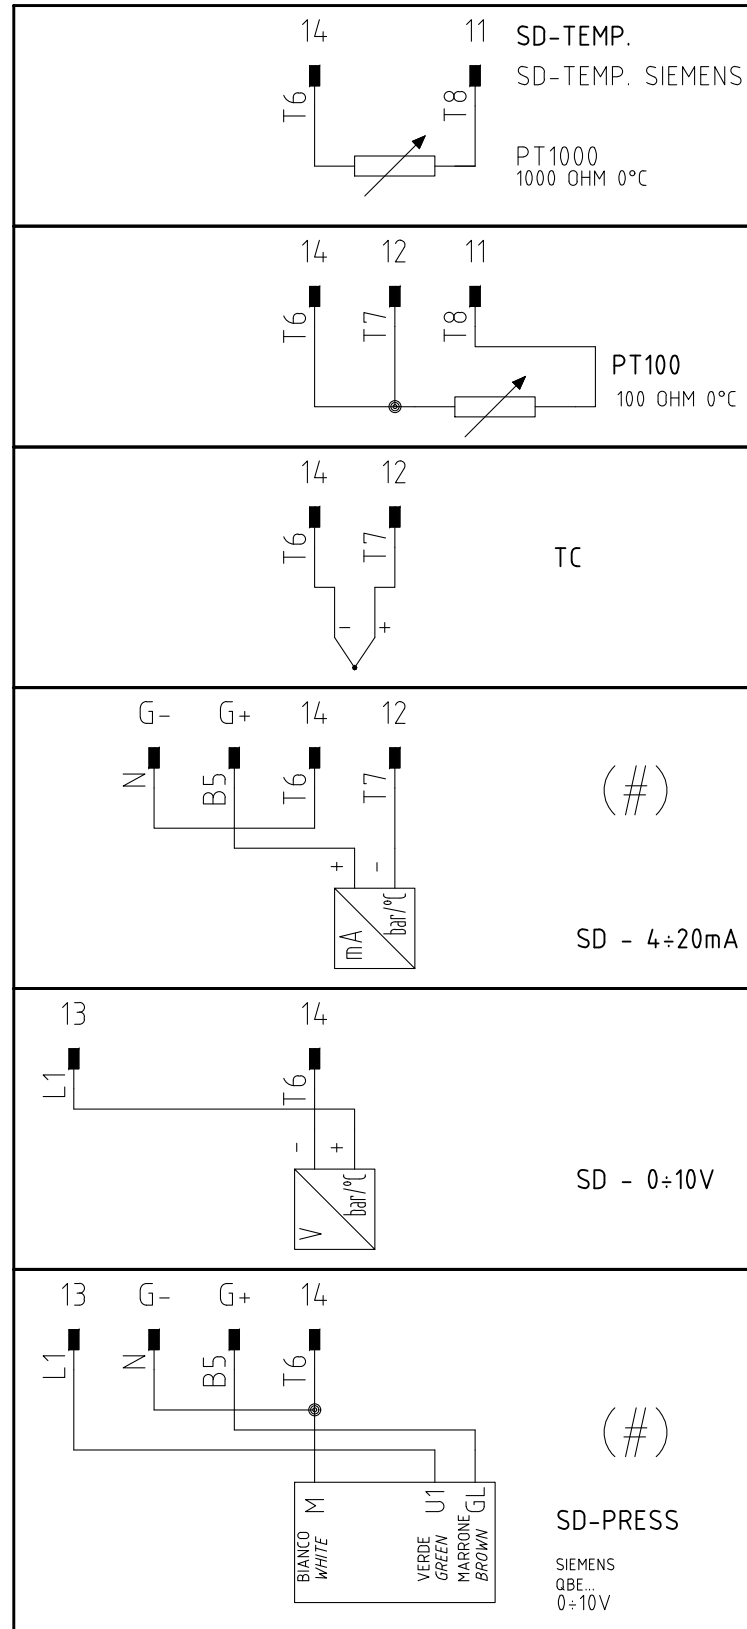 14 11 SD-TEMP.
T6 T8 SD-TEMP. SIEMENS
PT1000
1000 OHM 0°C
14 12 11
T6 T7 T8
PT100
100 OHM 0°C
14 12
T6 T7
TC
- +
G- G+ 14 12
N B5 T6 T7
(#)
+ -
mA bar/°C
SD - 4÷20mA
13 14
L1 T6
- +
V bar/°C
SD - 0÷10V
13 G- G+ 14
L1 N B5 T6
(#)
M U1 GL
BIANCO VERDE MARRONE
WHITE GREEN BROWN
SD-PRESS
SIEMENS
QBE...
0÷10V